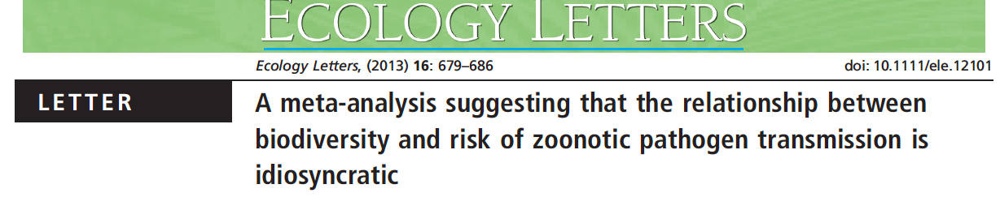 ECOLOGY LETTERS
Ecology Letters, (2013) 16: 679–686
doi: 10.1111/ele.12101
LETTER
A meta-analysis suggesting that the relationship between
biodiversity and risk of zoonotic pathogen transmission is
idiosyncratic